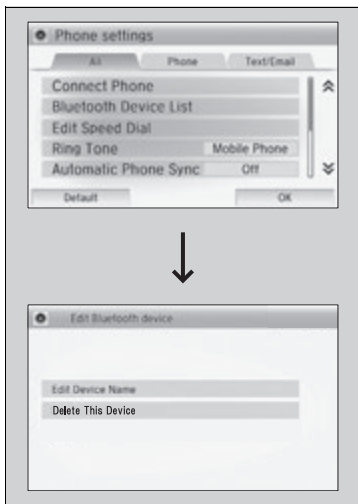 Phone settings
All Phone Text/Email
Connect Phone
Bluetooth Device List
Edit Speed Dial
Ring Tone Mobile Phone
Automatic Phone Sync Off
Default OK
Edit Bluetooth device
Edit Device Name
Delete This Device